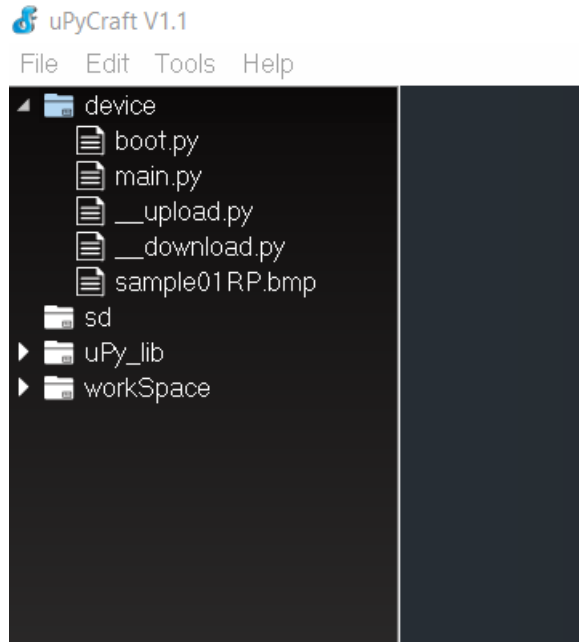 uPyCraft V1.1
File Edit Tools Help
device
boot.py
main.py
__upload.py
__download.py
sample01RP.bmp
sd
uPy_lib
workSpace